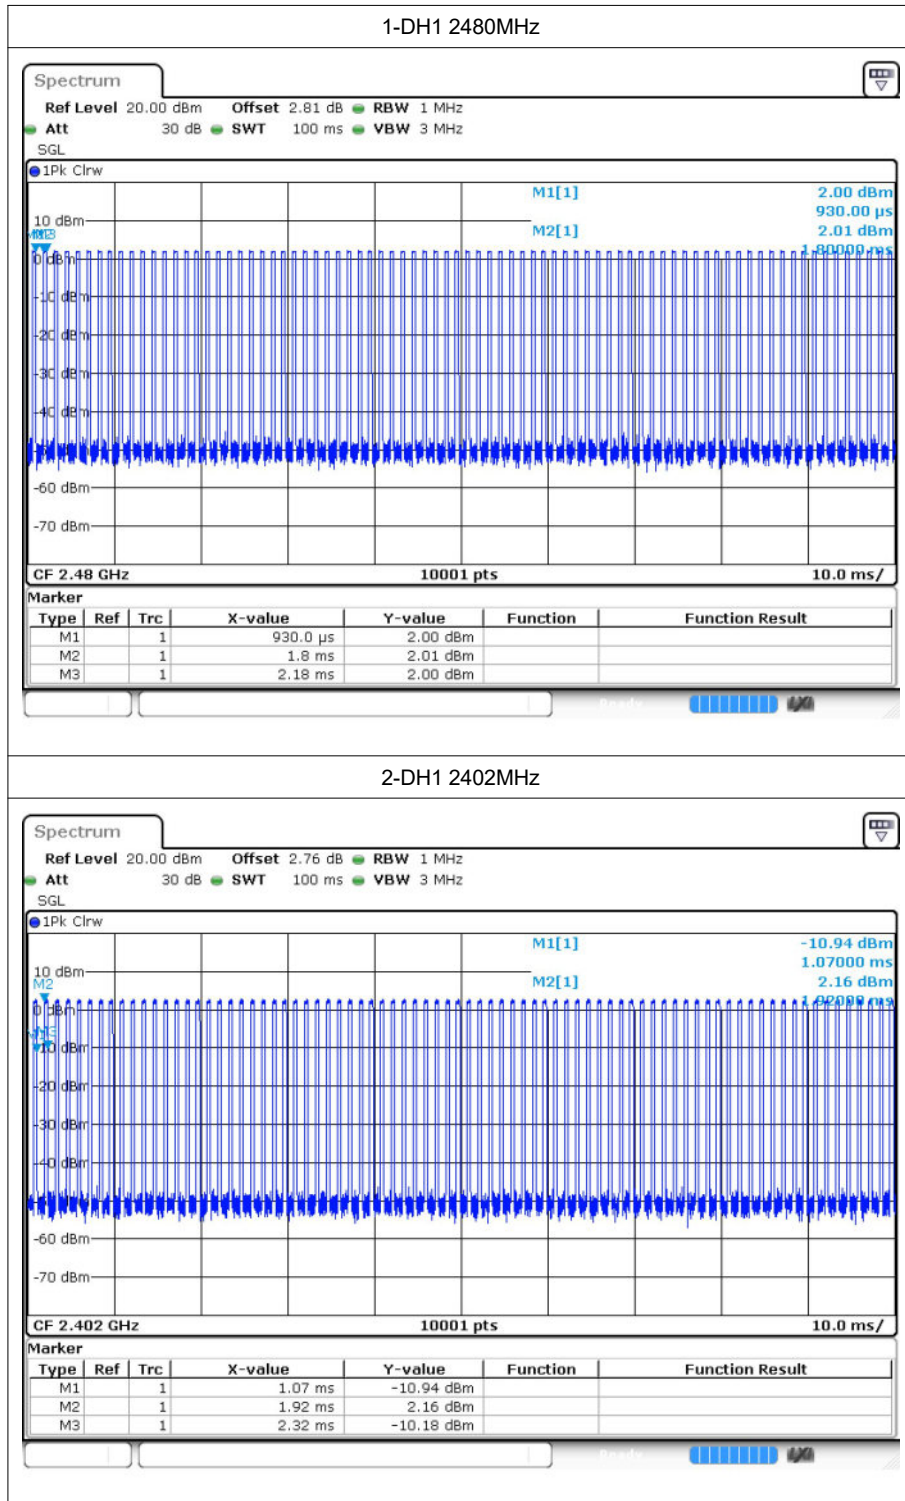 1-DH1 2480MHz
Spectrum
Ref Level 20.00 dBm Offset 2.81 dB RBW 1 MHz
Att 30 dB SWT 100 ms VBW 3 MHz
SGL
1Pk Clrw
M1[1] 2.00 dBm
930.00 µs
10 dBm
M2[1] 2.01 dBm
1.80000 ms
0 dBm
-10 dBm
-20 dBm
-30 dBm
-40 dBm
-60 dBm
-70 dBm
CF 2.48 GHz 10001 pts 10.0 ms/
Marker
Type Ref Trc X-value Y-value Function Function Result
M1 1 930.0 µs 2.00 dBm
M2 1 1.8 ms 2.01 dBm
M3 1 2.18 ms 2.00 dBm
Ready
2-DH1 2402MHz
Spectrum
Ref Level 20.00 dBm Offset 2.76 dB RBW 1 MHz
Att 30 dB SWT 100 ms VBW 3 MHz
SGL
1Pk Clrw
M1[1] -10.94 dBm
1.07000 ms
10 dBm
M2 M2[1] 2.16 dBm
1.92000 ms
0 dBm
-10 dBm
-20 dBm
-30 dBm
-40 dBm
-60 dBm
-70 dBm
CF 2.402 GHz 10001 pts 10.0 ms/
Marker
Type Ref Trc X-value Y-value Function Function Result
M1 1 1.07 ms -10.94 dBm
M2 1 1.92 ms 2.16 dBm
M3 1 2.32 ms -10.18 dBm
Ready